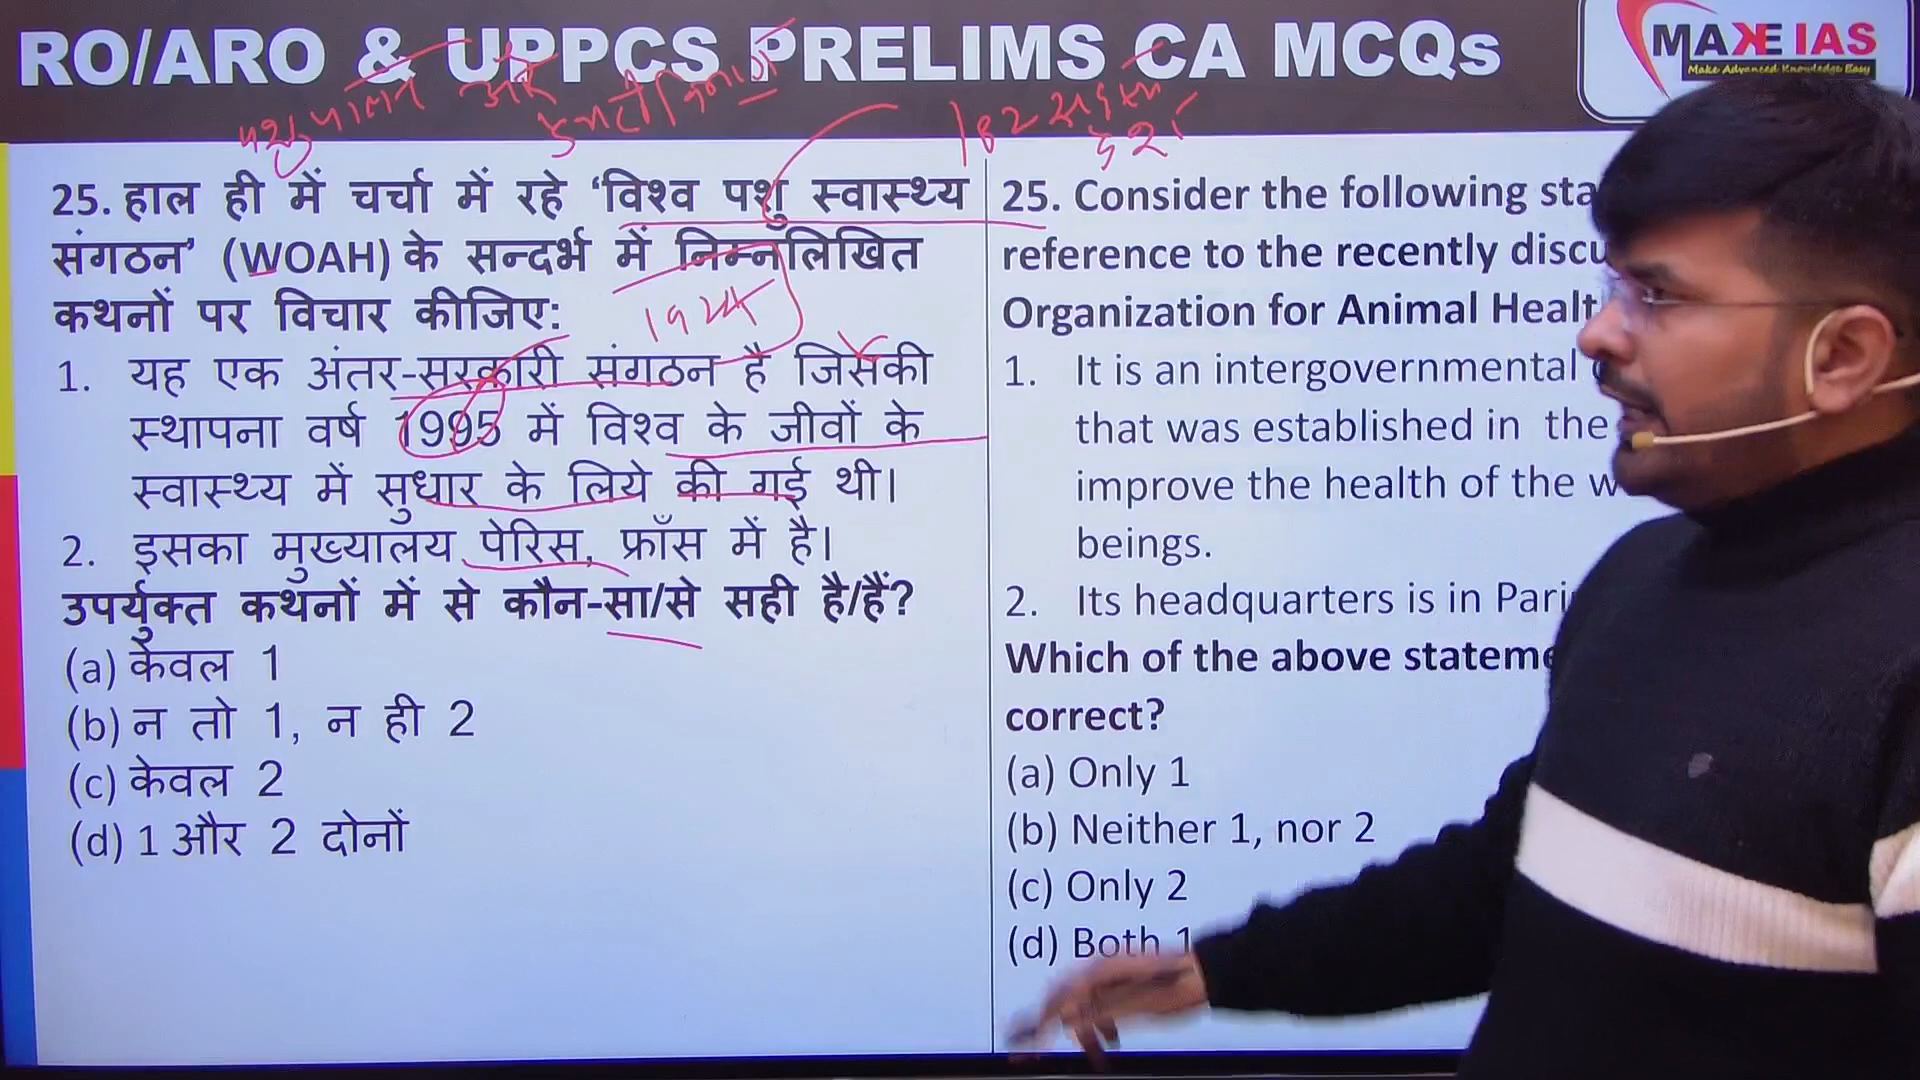 RO/ARO & UPPCS PRELIMS CA MCQs
MAKE IAS
Make Advanced Knowledge Easy
पशुपालन और
डेयरी विभाग
182 सदस्य
देश
25. हाल ही में चर्चा में रहे ‘विश्व पशु स्वास्थ्य
संगठन’ (WOAH) के सन्दर्भ में निम्नलिखित
कथनों पर विचार कीजिए:
1924
1. यह एक अंतर-सरकारी संगठन है जिसकी
स्थापना वर्ष 1995 में विश्व के जीवों के
स्वास्थ्य में सुधार के लिये की गई थी।
2. इसका मुख्यालय पेरिस, फ्राँस में है।
उपर्युक्त कथनों में से कौन-सा/से सही है/हैं?
(a) केवल 1
(b) न तो 1, न ही 2
(c) केवल 2
(d) 1 और 2 दोनों
25. Consider the following sta
reference to the recently discu
Organization for Animal Healt
1. It is an intergovernmental
that was established in the
improve the health of the w
beings.
2. Its headquarters is in Pari
Which of the above stateme
correct?
(a) Only 1
(b) Neither 1, nor 2
(c) Only 2
(d) Both 1